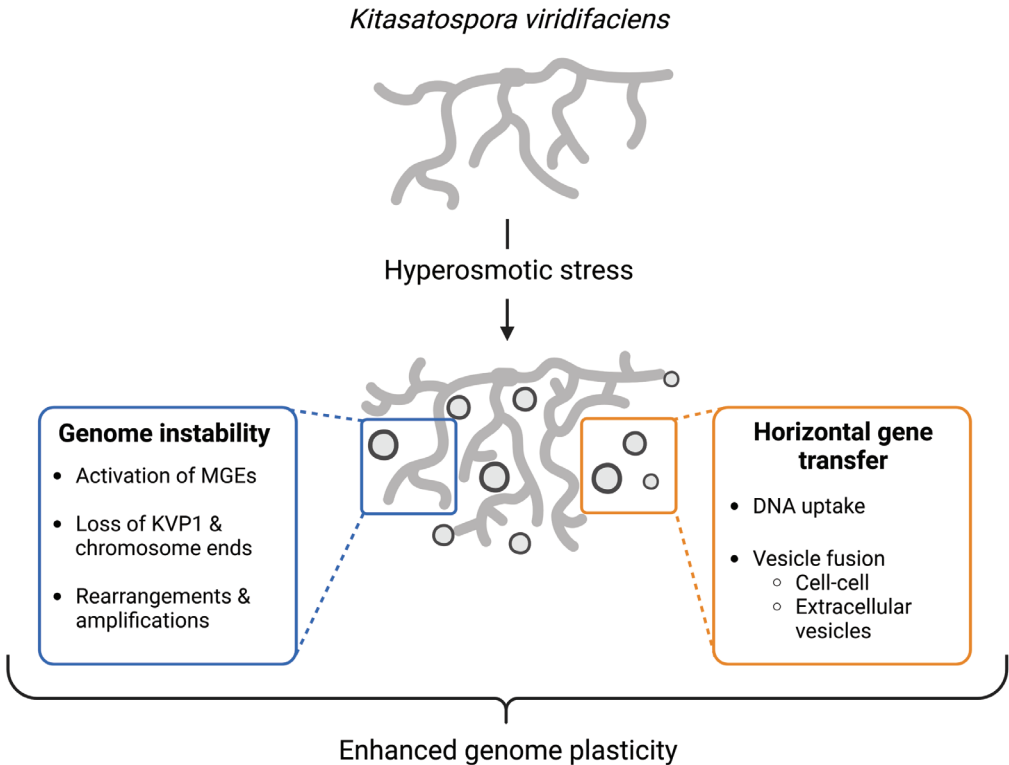 Kitasatospora viridifaciens
Hyperosmotic stress
Genome instability
• Activation of MGEs
• Loss of KVP1 &
chromosome ends
• Rearrangements &
amplifications
Horizontal gene
transfer
• DNA uptake
• Vesicle fusion
○ Cell-cell
○ Extracellular
vesicles
Enhanced genome plasticity